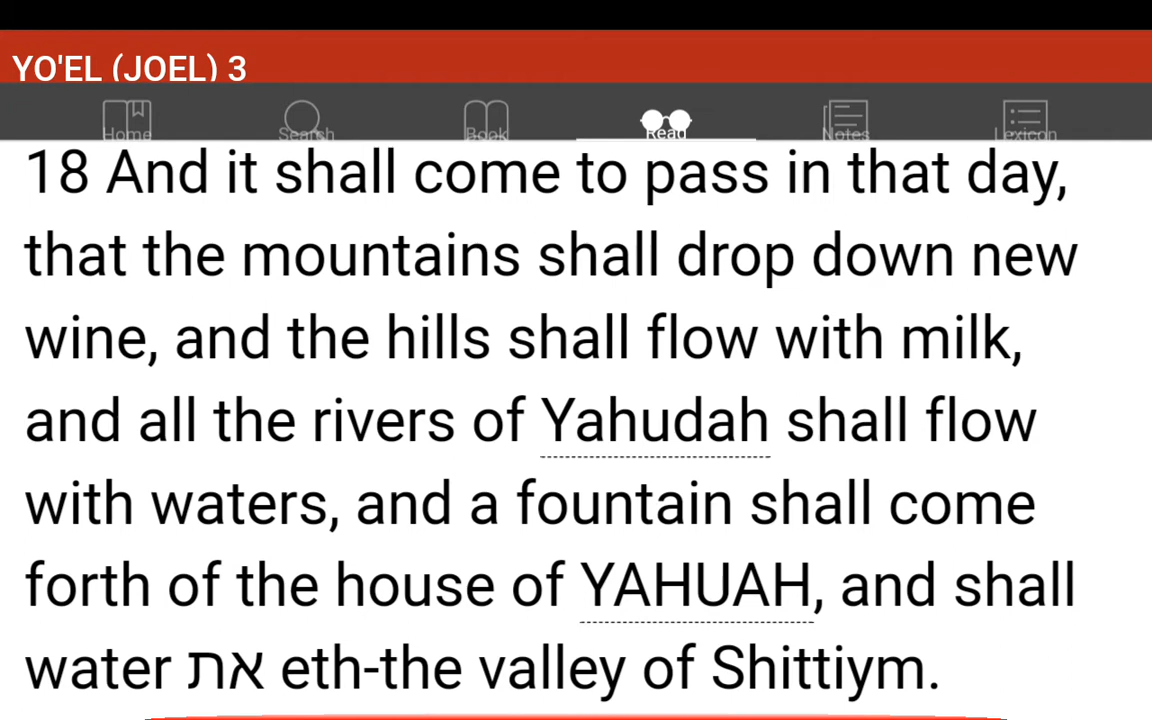 YO'EL (JOEL) 3
Home Search Book Read Notes Lexicon
18 And it shall come to pass in that day,
that the mountains shall drop down new
wine, and the hills shall flow with milk,
and all the rivers of Yahudah shall flow
with waters, and a fountain shall come
forth of the house of YAHUAH, and shall
water את eth-the valley of Shittiym.